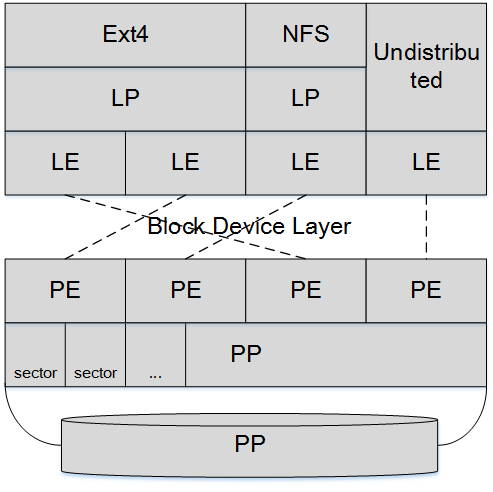 Ext4 NFS
Undistribu
ted
LP LP
LE LE LE LE
Block Device Layer
PE PE PE PE
PP
sector sector ...
PP